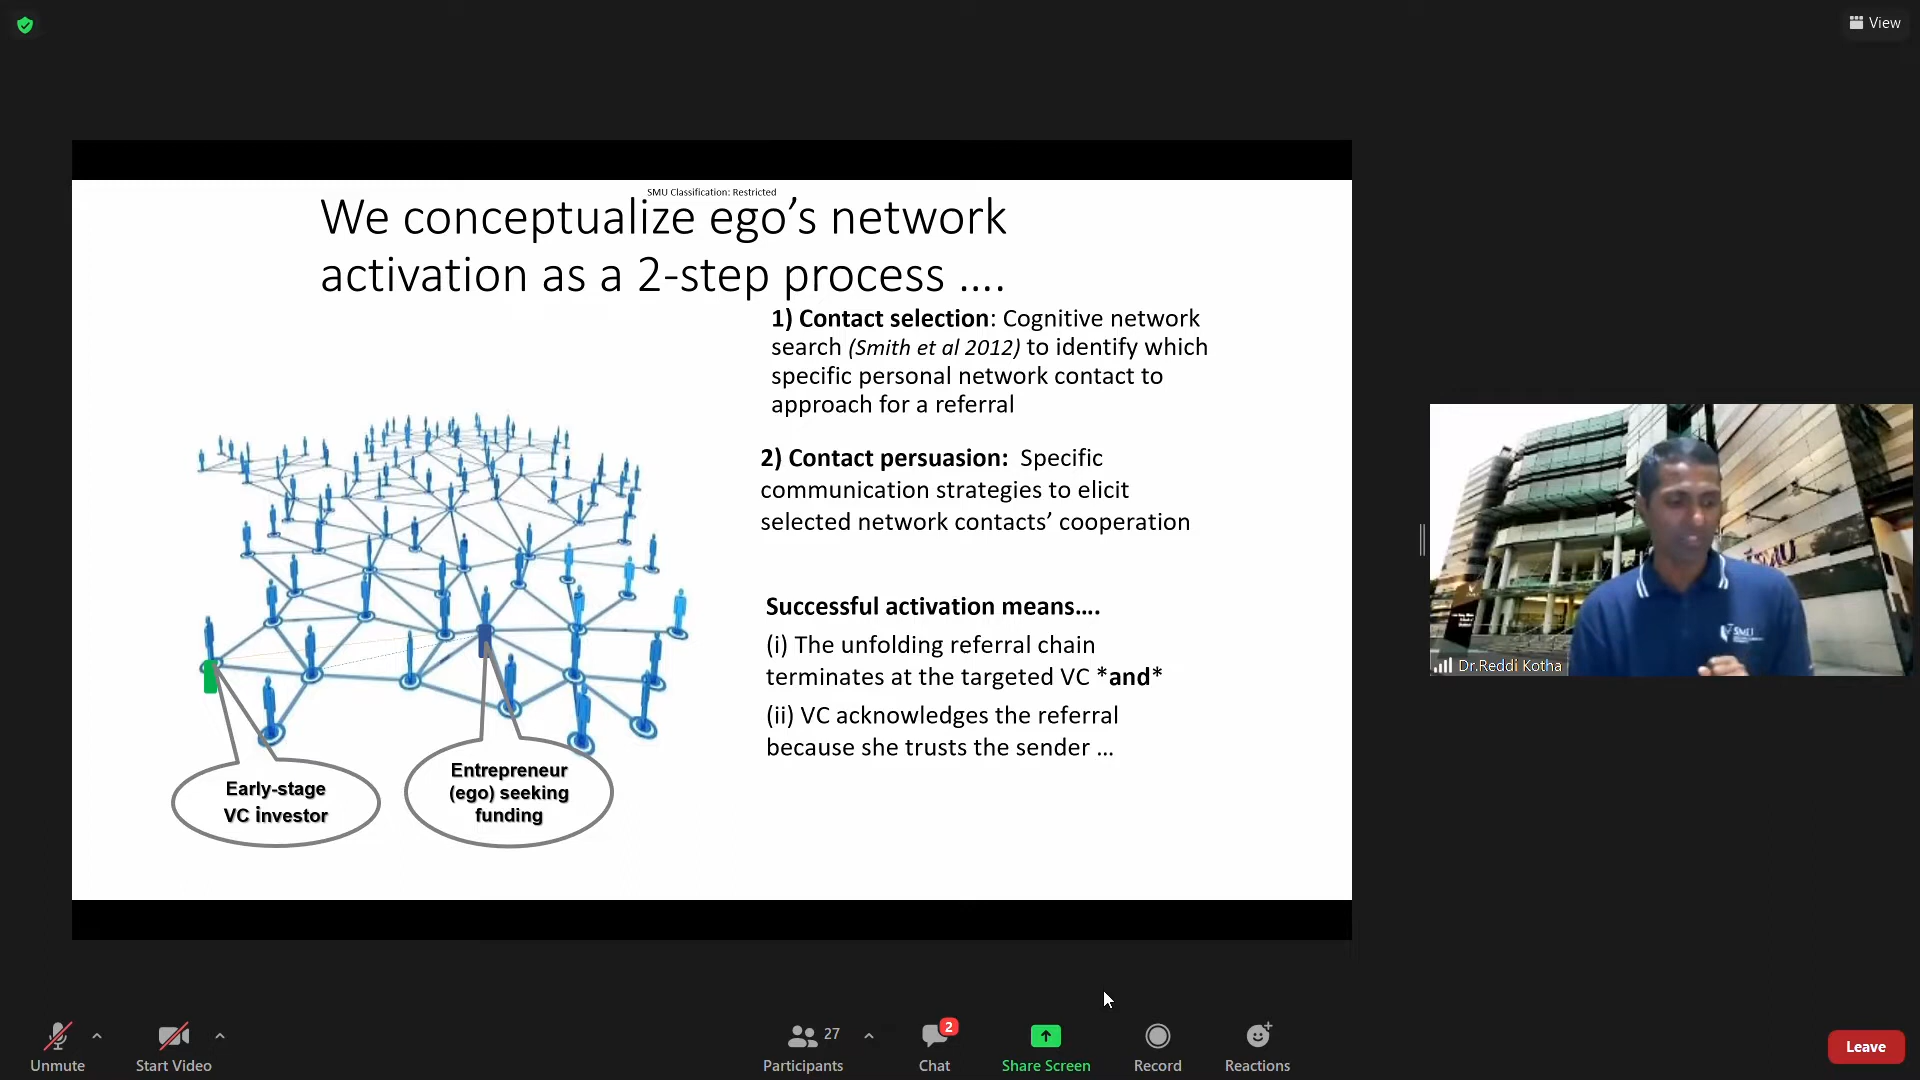 View
SMU Classification: Restricted
We conceptualize ego’s network
activation as a 2-step process ....
1) Contact selection: Cognitive network
search (Smith et al 2012) to identify which
specific personal network contact to
approach for a referral
2) Contact persuasion: Specific
communication strategies to elicit
selected network contacts’ cooperation
Successful activation means....
(i) The unfolding referral chain
terminates at the targeted VC *and*
(ii) VC acknowledges the referral
because she trusts the sender ...
Early-stage
VC investor
Entrepreneur
(ego) seeking
funding
SMU
Dr.Reddi Kotha
Unmute
Start Video
27
Participants
2
Chat
Share Screen
Record
Reactions
Leave